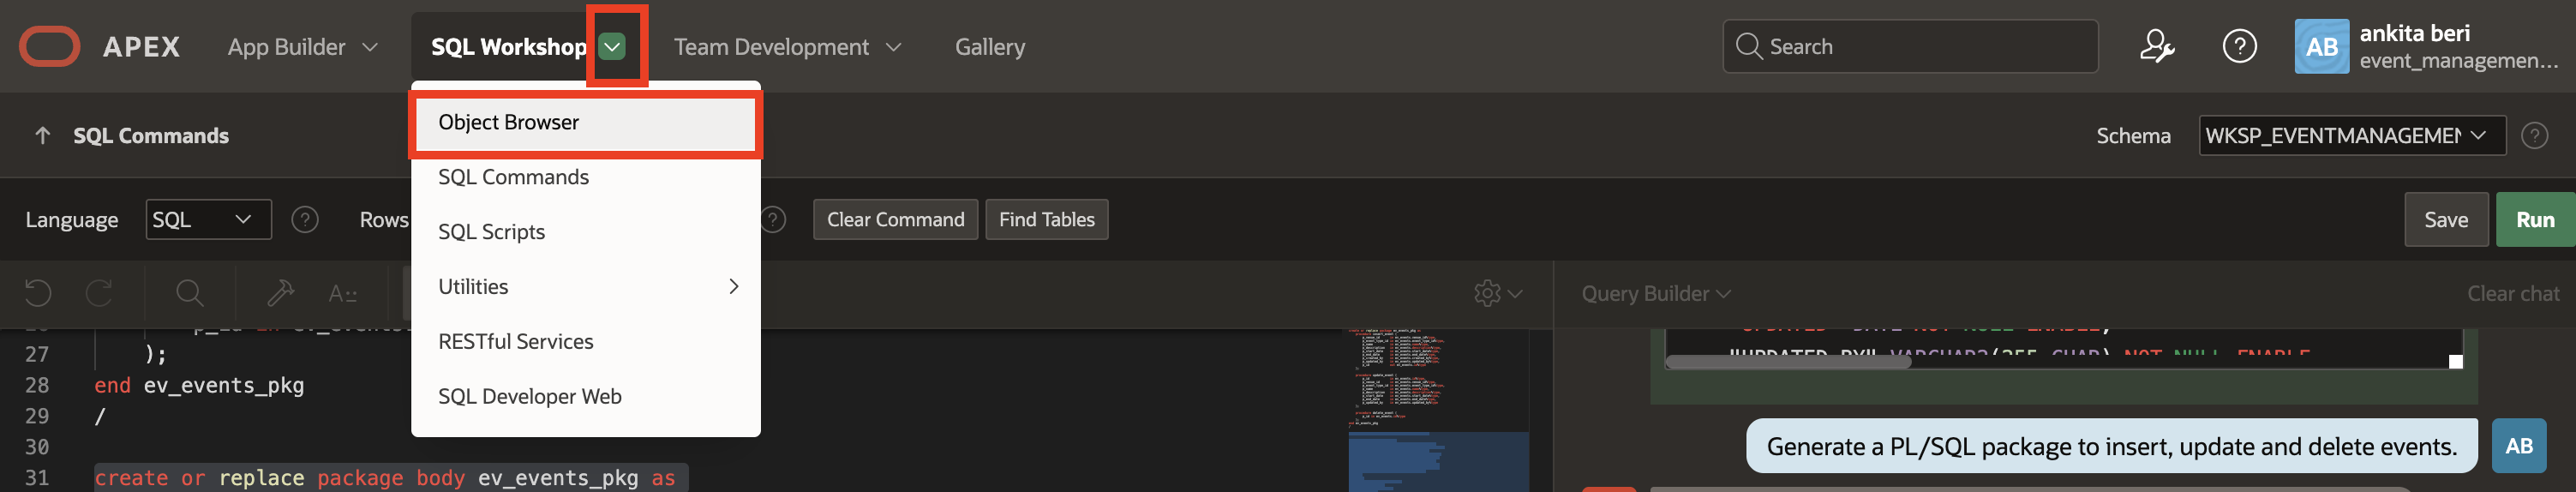 APEX App Builder SQL Workshop Team Development Gallery Search ? AB ankita beri
event_managemen...
SQL Commands Schema WKSP_EVENTMANAGEMEN ?
Object Browser
SQL Commands
SQL Scripts
Utilities
RESTful Services
SQL Developer Web
Language SQL ? Rows ? Clear Command Find Tables Save Run
Query Builder Clear chat
27 );
28 end ev_events_pkg
29 /
30
31 create or replace package body ev_events_pkg as
Generate a PL/SQL package to insert, update and delete events. AB